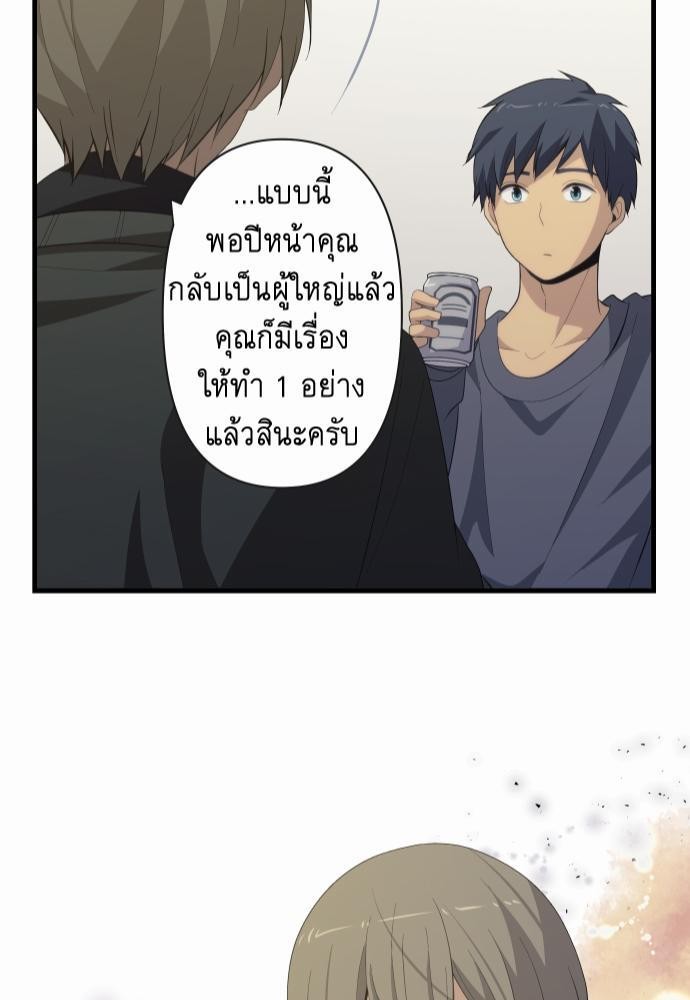 ...แบบนี้
พอปีหน้าคุณ
กลับเป็นผู้ใหญ่แล้ว
คุณก็มีเรื่อง
ให้ทำ 1 อย่าง
แล้วสินะครับ